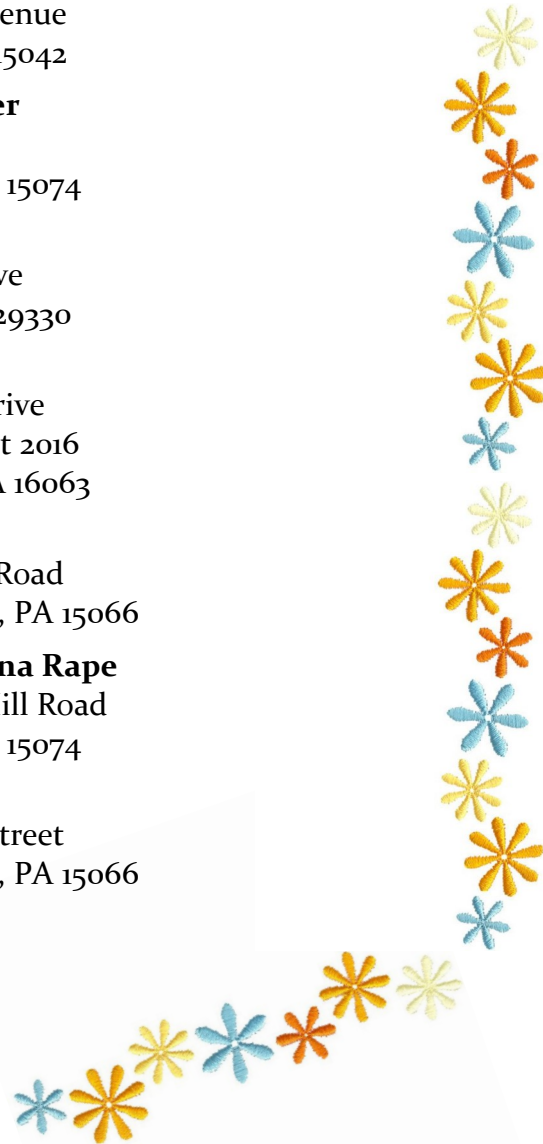 enue
15042
er
15074
ve
29330
rive
t 2016
A 16063
Road
, PA 15066
na Rape
ill Road
15074
treet
, PA 15066